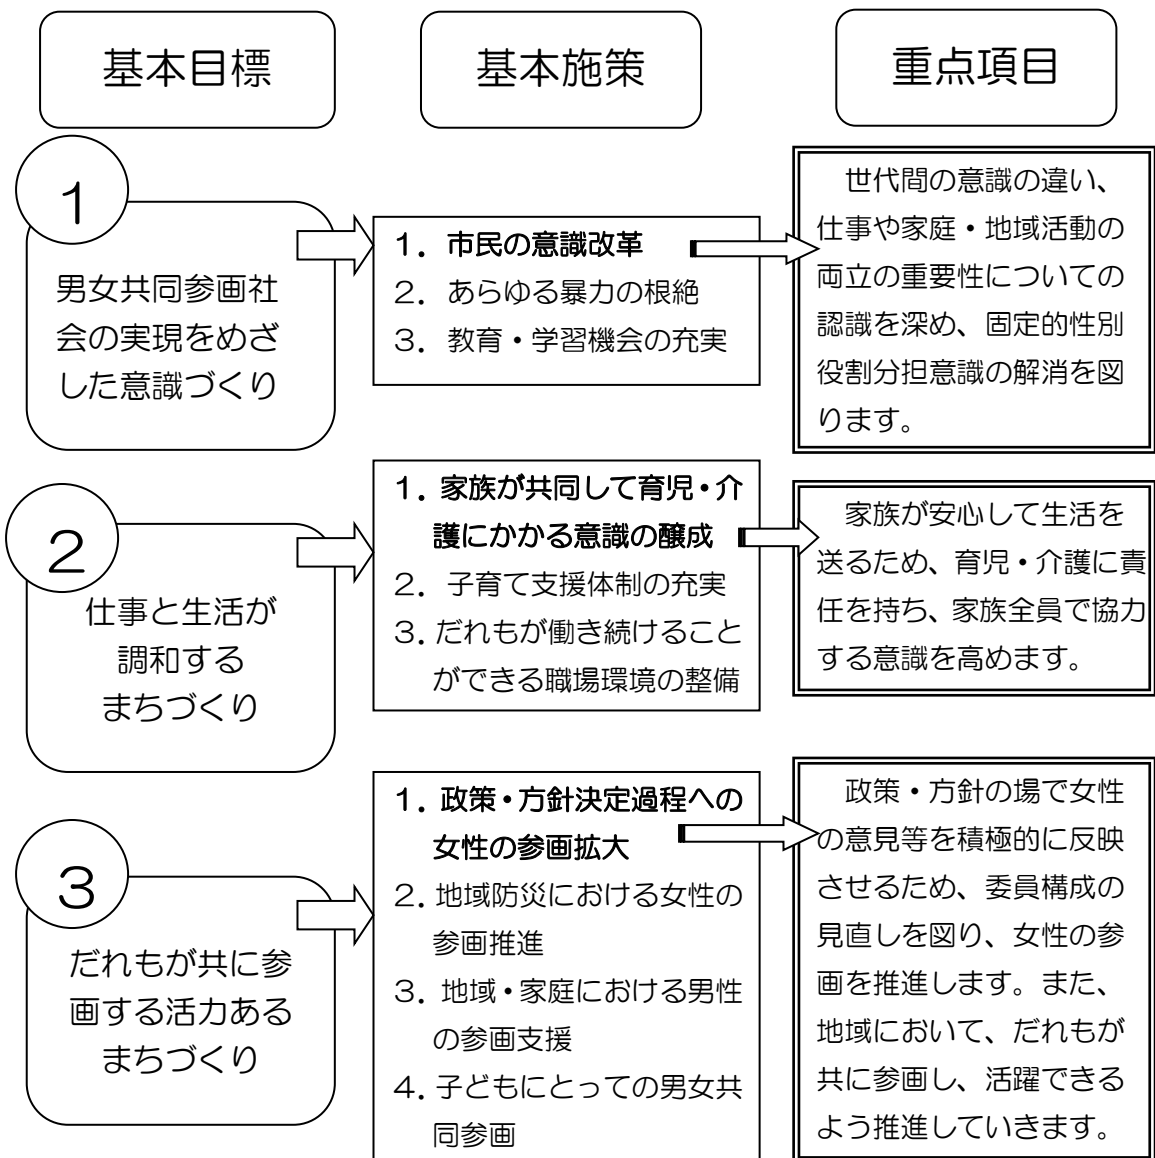 基本目標
基本施策
重点項目
1
男女共同参画社
会の実現をめざ
した意識づくり
1．市民の意識改革
2．あらゆる暴力の根絶
3．教育・学習機会の充実
世代間の意識の違い、
仕事や家庭・地域活動の
両立の重要性についての
認識を深め、固定的性別
役割分担意識の解消を図
ります。
2
仕事と生活が
調和する
まちづくり
1．家族が共同して育児・介
護にかかる意識の醸成
2．子育て支援体制の充実
3．だれもが働き続けること
ができる職場環境の整備
家族が安心して生活を
送るため、育児・介護に責
任を持ち、家族全員で協力
する意識を高めます。
3
だれもが共に参
画する活力ある
まちづくり
1．政策・方針決定過程への
女性の参画拡大
2．地域防災における女性の
参画推進
3．地域・家庭における男性
の参画支援
4．子どもにとっての男女共
同参画
政策・方針の場で女性
の意見等を積極的に反映
させるため、委員構成の
見直しを図り、女性の参
画を推進します。また、
地域において、だれもが
共に参画し、活躍できる
よう推進していきます。